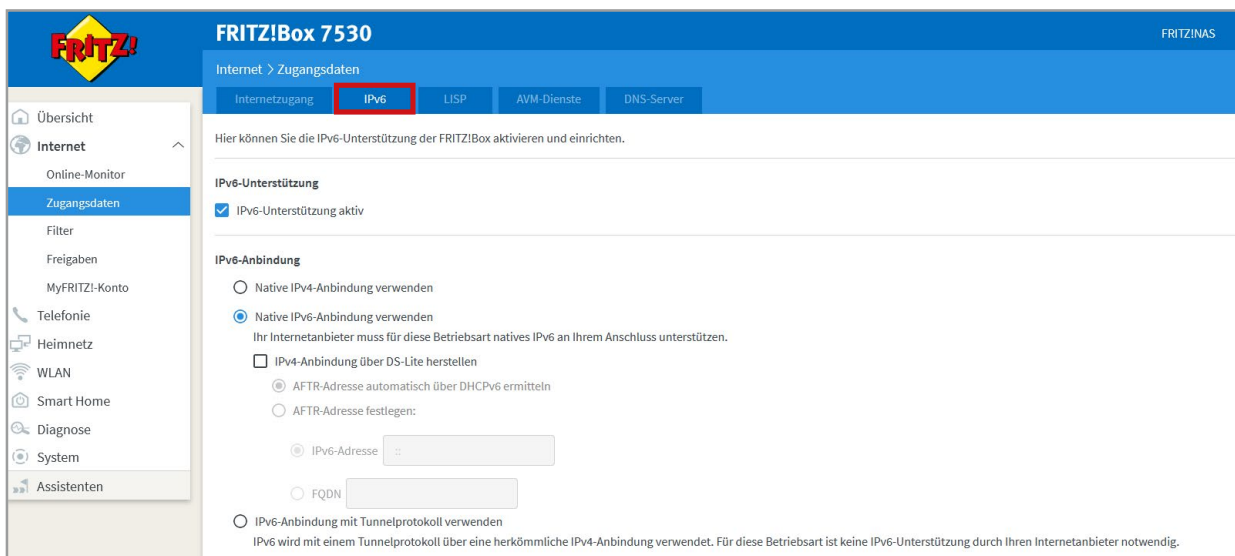 FRITZ!
FRITZ!Box 7530
FRITZ!NAS
Internet > Zugangsdaten
Internetzugang IPv6 LISP AVM-Dienste DNS-Server
Übersicht
Internet
Online-Monitor
Zugangsdaten
Filter
Freigaben
MyFRITZ!-Konto
Telefonie
Heimnetz
WLAN
Smart Home
Diagnose
System
Assistenten
Hier können Sie die IPv6-Unterstützung der FRITZ!Box aktivieren und einrichten.
IPv6-Unterstützung
IPv6-Unterstützung aktiv
IPv6-Anbindung
Native IPv4-Anbindung verwenden
Native IPv6-Anbindung verwenden
Ihr Internetanbieter muss für diese Betriebsart natives IPv6 an Ihrem Anschluss unterstützen.
IPv4-Anbindung über DS-Lite herstellen
AFTR-Adresse automatisch über DHCPv6 ermitteln
AFTR-Adresse festlegen:
IPv6-Adresse ::
FQDN
IPv6-Anbindung mit Tunnelprotokoll verwenden
IPv6 wird mit einem Tunnelprotokoll über eine herkömmliche IPv4-Anbindung verwendet. Für diese Betriebsart ist keine IPv6-Unterstützung durch Ihren Internetanbieter notwendig.